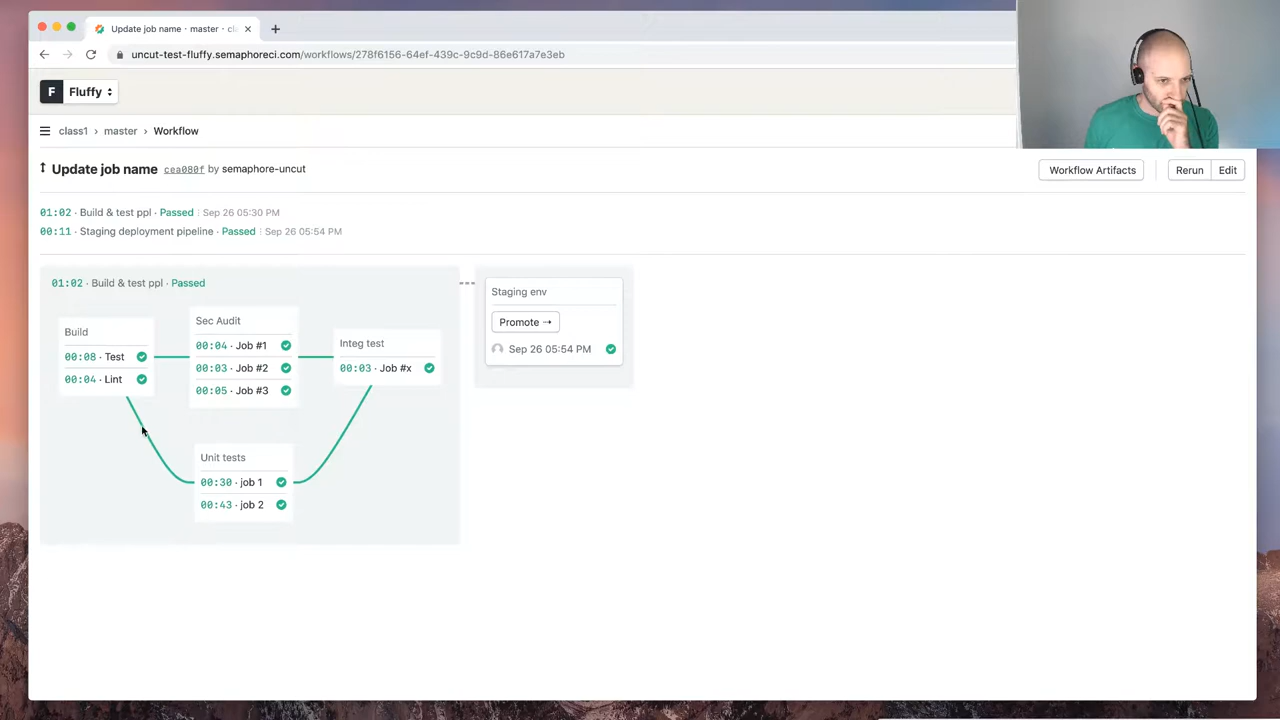 Update job name · master · cl
uncut-test-fluffy.semaphoreci.com/workflows/278f6156-64ef-439c-9c9d-86e617a7e3eb
F Fluffy
class1 › master › Workflow
Update job name cea080f by semaphore-uncut
Workflow Artifacts Rerun Edit
01:02 · Build & test ppl · Passed | Sep 26 05:30 PM
00:11 · Staging deployment pipeline · Passed | Sep 26 05:54 PM
01:02 · Build & test ppl · Passed
Build
00:08 · Test
00:04 · Lint
Sec Audit
00:04 · Job #1
00:03 · Job #2
00:05 · Job #3
Integ test
00:03 · Job #x
Unit tests
00:30 · job 1
00:43 · job 2
Staging env
Promote ⇢
Sep 26 05:54 PM